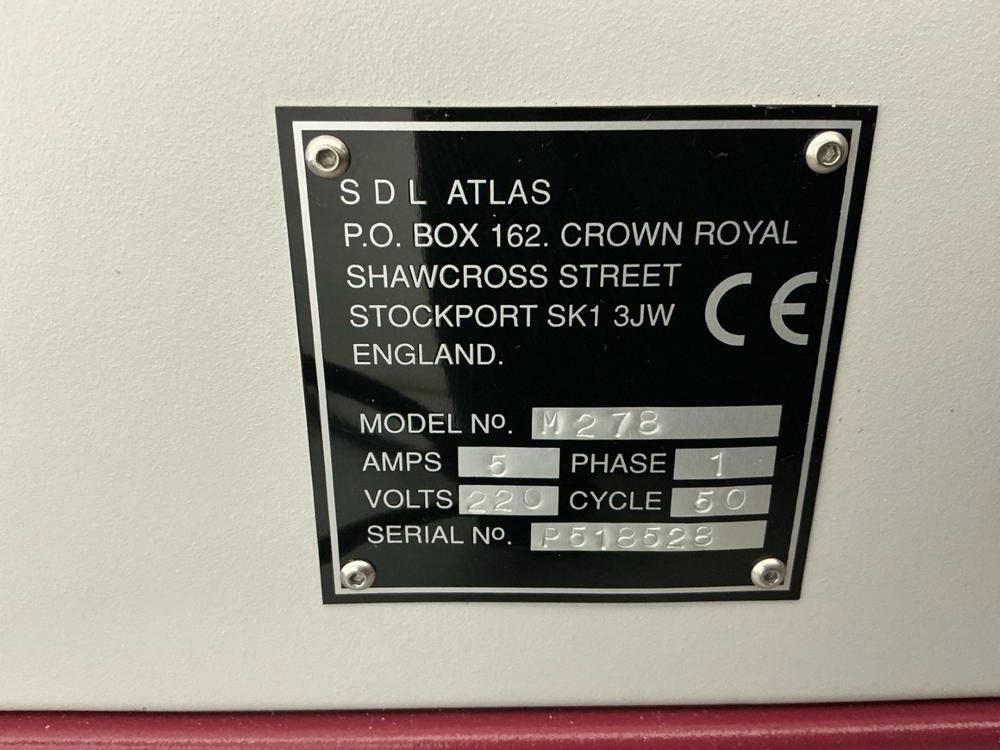 S D L ATLAS
P.O. BOX 162. CROWN ROYAL
SHAWCROSS STREET
STOCKPORT SK1 3JW
ENGLAND.
CE
MODEL No. M278
AMPS 5 PHASE 1
VOLTS 220 CYCLE 50
SERIAL No. P518528